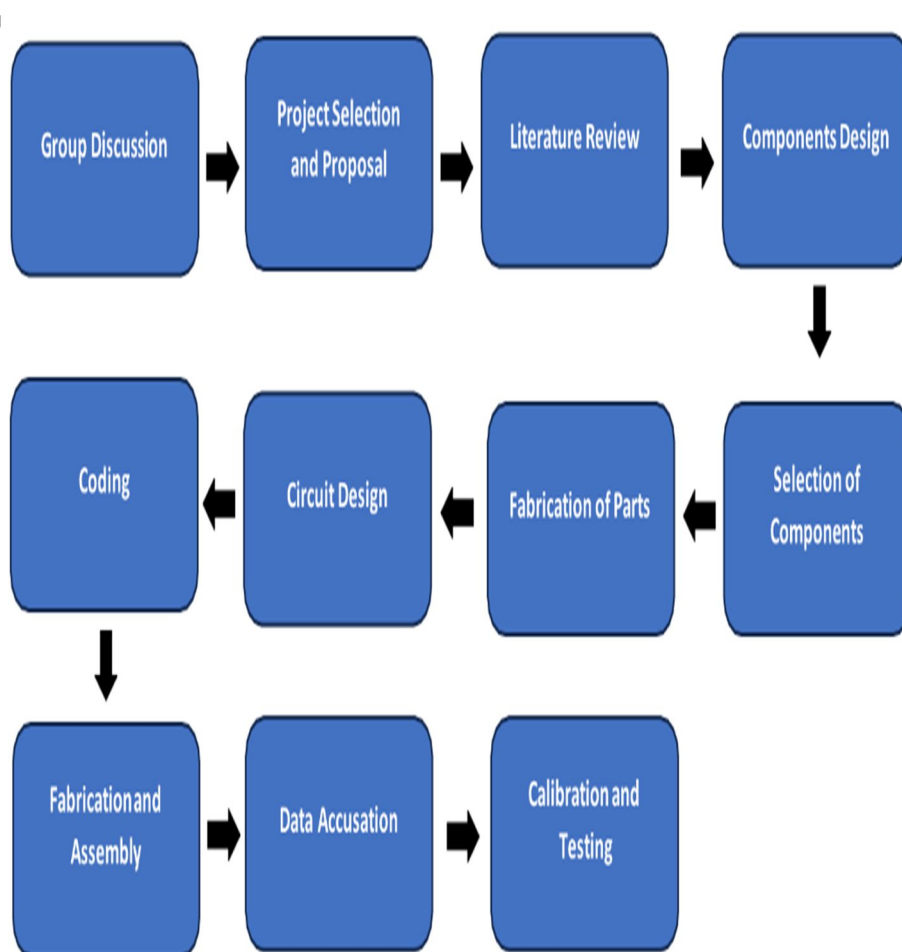 Group Discussion
Project Selection
and Proposal
Literature Review
Components Design
Selection of
Components
Fabrication of Parts
Circuit Design
Coding
Fabrication and
Assembly
Data Accusation
Calibration and
Testing